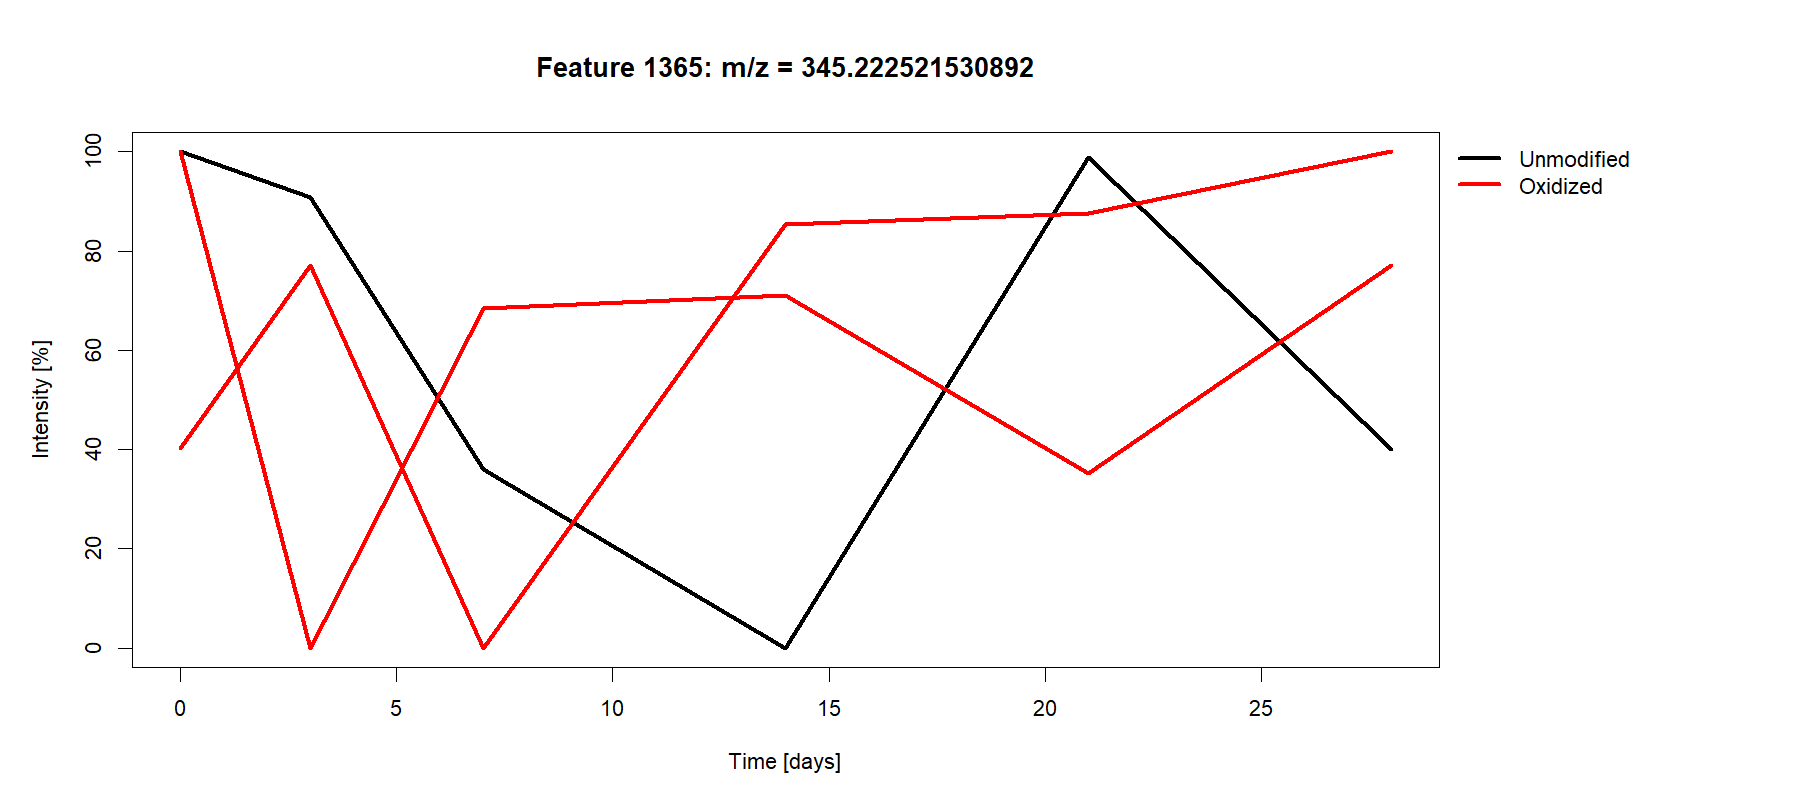 Feature 1365: m/z = 345.222521530892
Unmodified
Oxidized
Intensity [%]
100
80
60
40
20
0
0 5 10 15 20 25
Time [days]